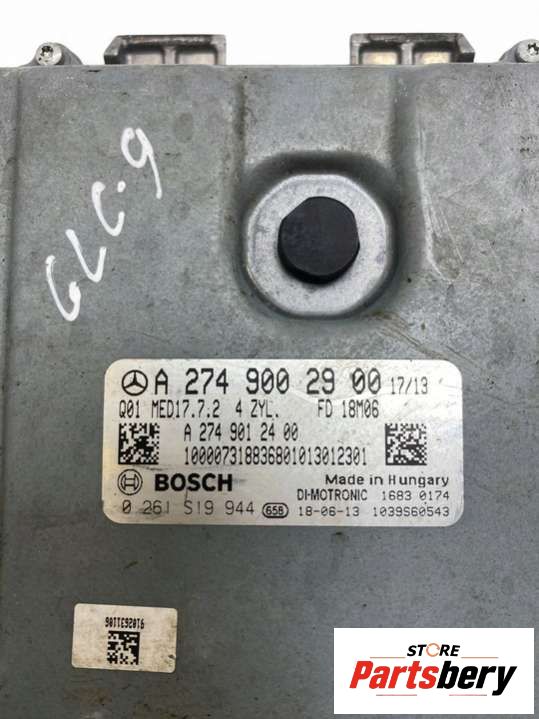 GLC-9
A 274 900 29 00 17/13
Q01 MED17.7.2 4 ZYL. FD 18M06
A 274 901 24 00
100007318836801013012301
BOSCH
Made in Hungary
DI-MOTRONIC 1683 0174
0 261 S19 944 658 18-06-13 1039S60543
9102631106
STORE
Partsbery